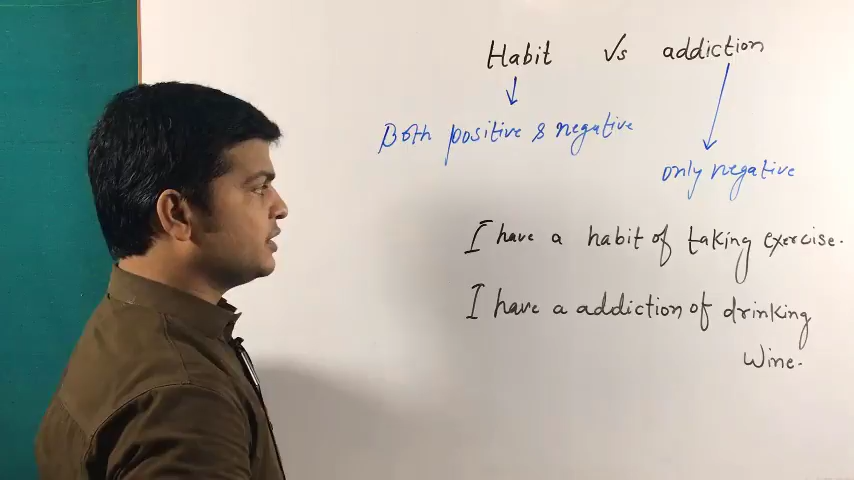 Habit Vs addiction
Both positive & negative
only negative
I have a habit of taking exercise.
I have a addiction of drinking
wine.